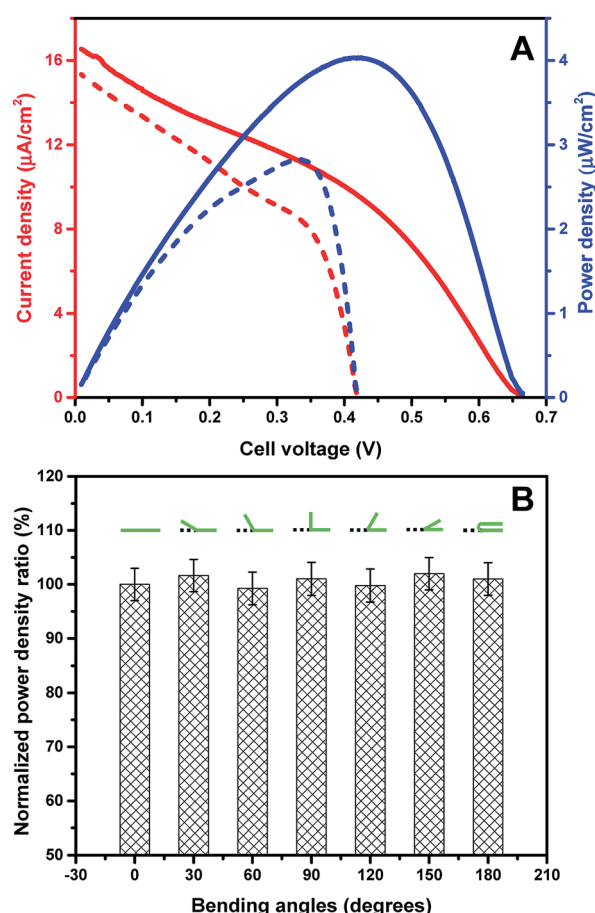 A
Current density (μA/cm²)
16
12
8
4
0
4
3
2
1
0
Power density (μW/cm²)
0.0 0.1 0.2 0.3 0.4 0.5 0.6 0.7
Cell voltage (V)
B
Normalized power density ratio (%)
120
110
100
90
80
70
60
50
-30 0 30 60 90 120 150 180 210
Bending angles (degrees)